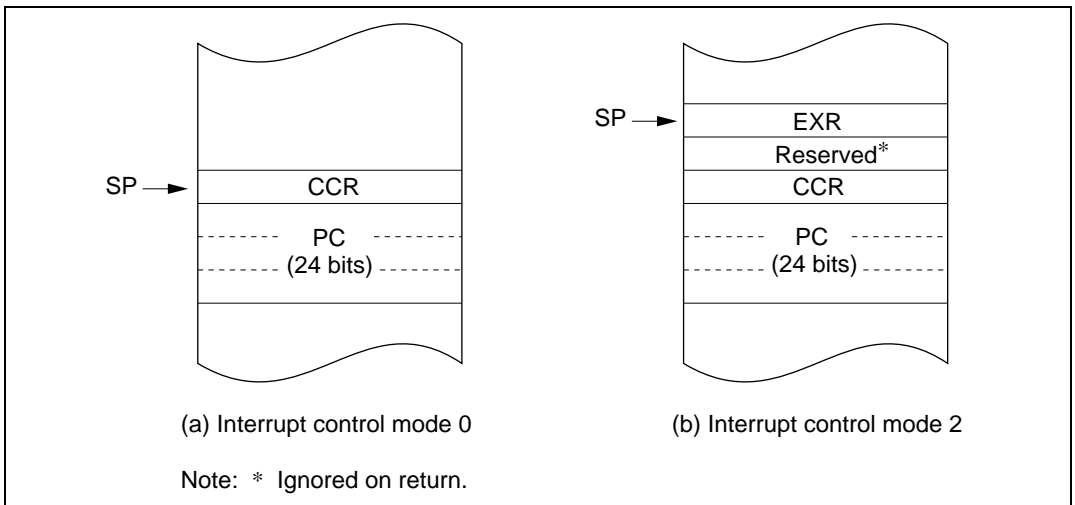 SP
CCR
PC
(24 bits)
(a) Interrupt control mode 0
SP
EXR
Reserved*
CCR
PC
(24 bits)
(b) Interrupt control mode 2
Note: * Ignored on return.